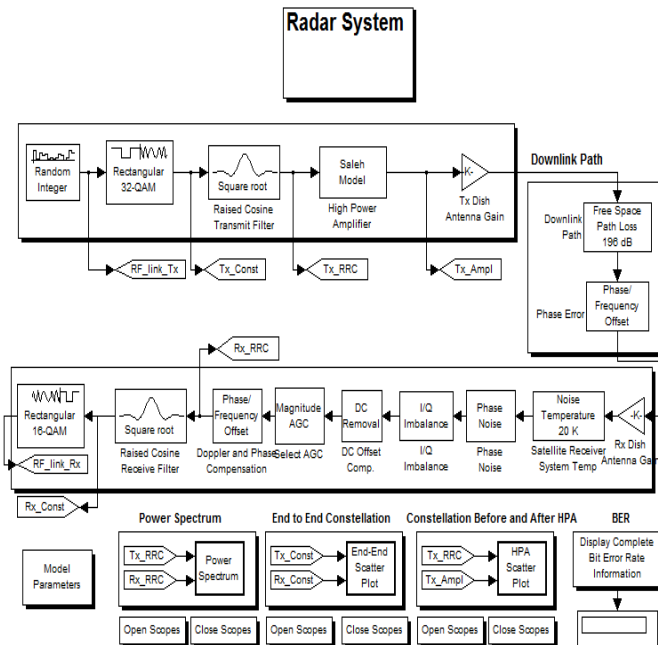 Radar System
Random
Integer
Rectangular
32-QAM
Square root
Raised Cosine
Transmit Filter
Saleh
Model
High Power
Amplifier
-K-
Tx Dish
Antenna Gain
Downlink Path
Downlink
Path
Free Space
Path Loss
196 dB
Phase Error
Phase/
Frequency
Offset
RF_link_Tx
Tx_Const
Tx_RRC
Tx_Ampl
Rx_RRC
Rectangular
16-QAM
Square root
Raised Cosine
Receive Filter
Phase/
Frequency
Offset
Doppler and Phase
Compensation
Magnitude
AGC
Select AGC
DC
Removal
DC Offset
Comp.
I/Q
Imbalance
I/Q
Imbalance
Phase
Noise
Phase
Noise
Noise
Temperature
20 K
Satellite Receiver
System Temp
-K-
Rx Dish
Antenna Gain
RF_link_Rx
Rx_Const
Model
Parameters
Power Spectrum
Tx_RRC
Rx_RRC
Power
Spectrum
Open Scopes
Close Scopes
End to End Constellation
Tx_Const
Rx_Const
End-End
Scatter
Plot
Open Scopes
Close Scopes
Constellation Before and After HPA
Tx_RRC
Tx_Ampl
HPA
Scatter
Plot
Open Scopes
Close Scopes
BER
Display Complete
Bit Error Rate
Information